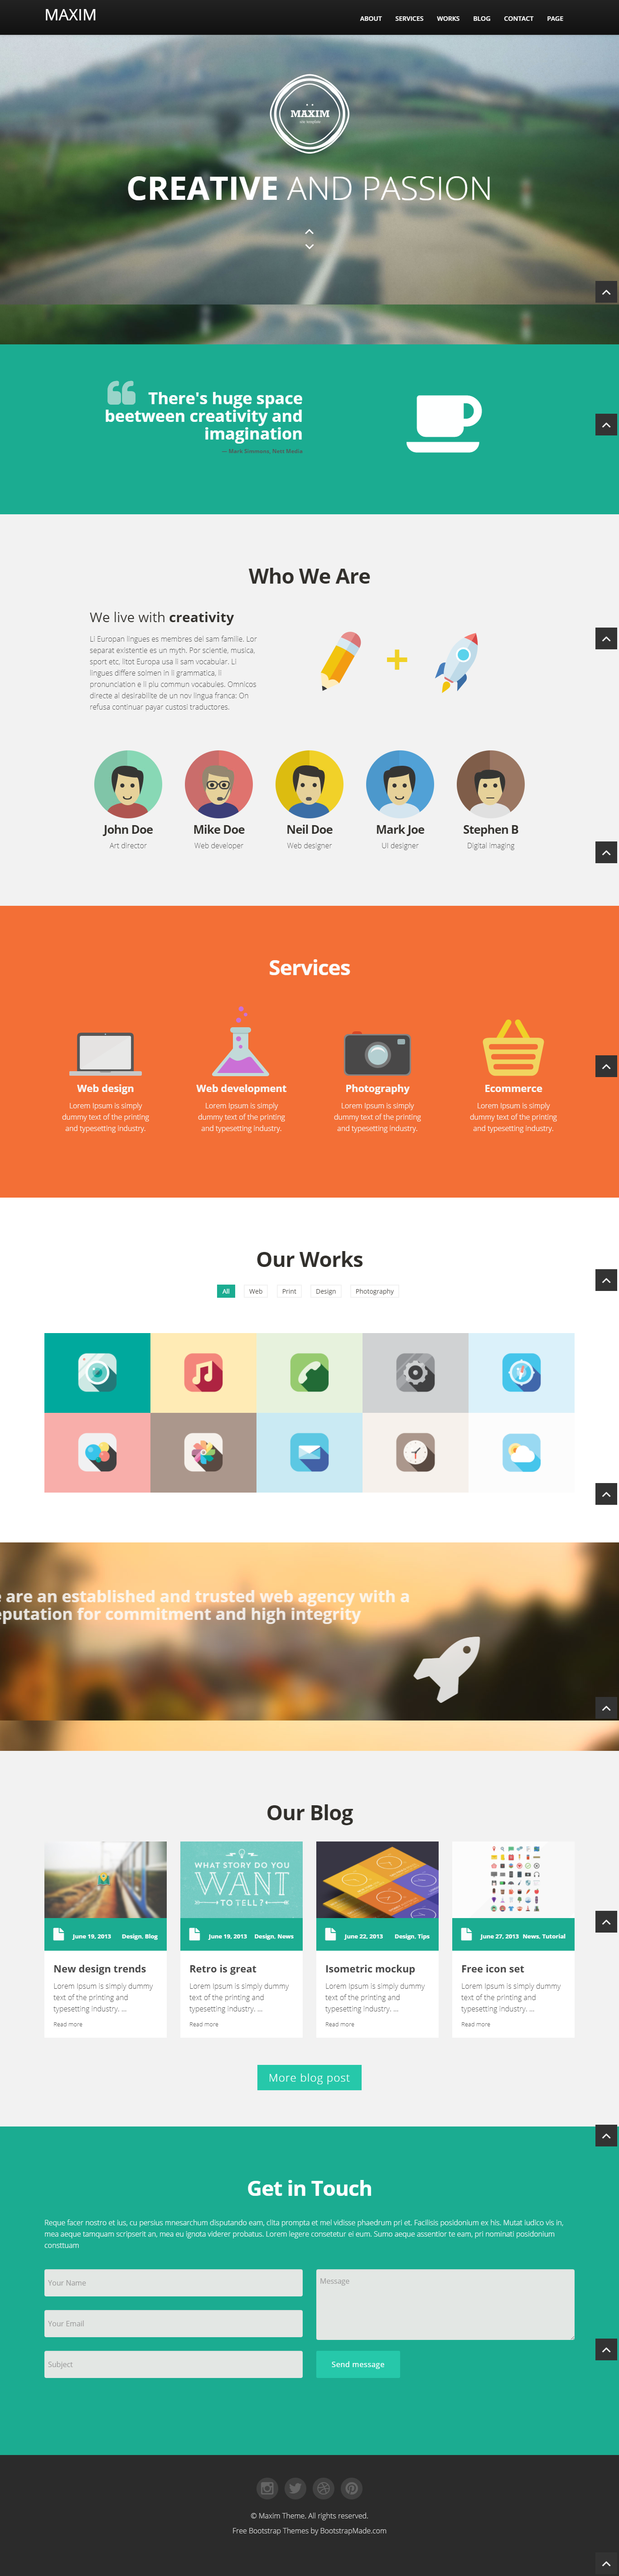 MAXIM
ABOUT SERVICES WORKS BLOG CONTACT PAGE
MAXIM
CREATIVE AND PASSION
There's huge space
beetween creativity and
imagination
— Mark Simmons, Nett Media
Who We Are
We live with creativity
Li Europan lingues es membres del sam familie. Lor
separat existentie es un myth. Por scientie, musica,
sport etc, litot Europa usa li sam vocabular. Li
lingues differe solmen in li grammatica, li
pronunciation e li plu commun vocabules. Omnicos
directe al desirabilite de un nov lingua franca: On
refusa continuar payar custosi traductores.
John Doe
Art director
Mike Doe
Web developer
Neil Doe
Web designer
Mark Joe
UI designer
Stephen B
Digital imaging
Services
Web design
Lorem Ipsum is simply
dummy text of the printing
and typesetting industry.
Web development
Lorem Ipsum is simply
dummy text of the printing
and typesetting industry.
Photography
Lorem Ipsum is simply
dummy text of the printing
and typesetting industry.
Ecommerce
Lorem Ipsum is simply
dummy text of the printing
and typesetting industry.
Our Works
All Web Print Design Photography
are an established and trusted web agency with a
eputation for commitment and high integrity
Our Blog
WHAT STORY DO YOU
WANT
TO TELL?
June 19, 2013 Design, Blog
New design trends
Lorem Ipsum is simply dummy
text of the printing and
typesetting industry. ...
Read more
June 19, 2013 Design, News
Retro is great
Lorem Ipsum is simply dummy
text of the printing and
typesetting industry. ...
Read more
June 22, 2013 Design, Tips
Isometric mockup
Lorem Ipsum is simply dummy
text of the printing and
typesetting industry. ...
Read more
June 27, 2013 News, Tutorial
Free icon set
Lorem Ipsum is simply dummy
text of the printing and
typesetting industry. ...
Read more
More blog post
Get in Touch
Reque facer nostro et ius, cu persius mnesarchum disputando eam, clita prompta et mel vidisse phaedrum pri et. Facilisis posidonium ex his. Mutat iudico vis in,
mea aeque tamquam scripserit an, mea eu ignota viderer probatus. Lorem legere consetetur ei eum. Sumo aeque assentior te eam, pri nominati posidonium
consttuam
Your Name
Your Email
Subject
Message
Send message
© Maxim Theme. All rights reserved.
Free Bootstrap Themes by BootstrapMade.com